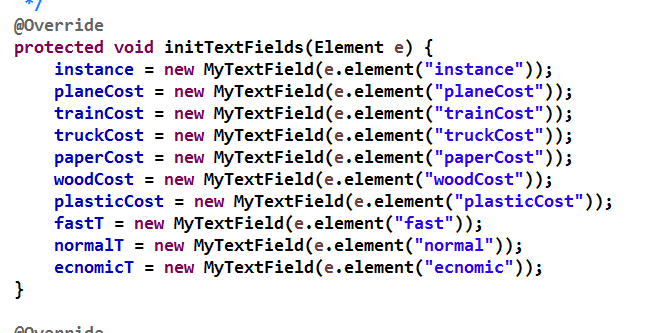 */
@Override
protected void initTextFields(Element e) {
    instance = new MyTextField(e.element("instance"));
    planeCost = new MyTextField(e.element("planeCost"));
    trainCost = new MyTextField(e.element("trainCost"));
    truckCost = new MyTextField(e.element("truckCost"));
    paperCost = new MyTextField(e.element("paperCost"));
    woodCost = new MyTextField(e.element("woodCost"));
    plasticCost = new MyTextField(e.element("plasticCost"));
    fastT = new MyTextField(e.element("fast"));
    normalT = new MyTextField(e.element("normal"));
    ecnomicT = new MyTextField(e.element("ecnomic"));
}
@Override